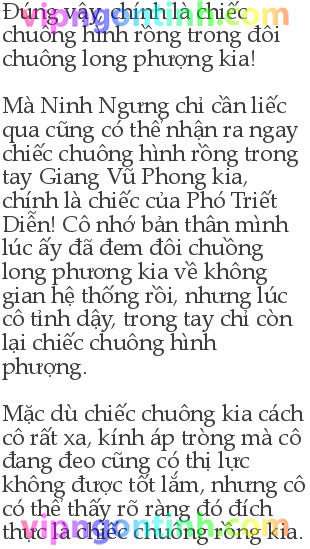 Đúng vậy, chính là chiếc
chuông hình rồng trong đôi
chuông long phượng kia!
Mà Ninh Ngưng chỉ cần liếc
qua cũng có thể nhận ra ngay
chiếc chuông hình rồng trong
tay Giang Vũ Phong kia,
chính là chiếc của Phó Triết
Diễn! Cô nhớ bản thân mình
lúc ấy đã đem đôi chuồng
long phương kia về không
gian hệ thống rồi, nhưng lúc
cô tỉnh dậy, trong tay chỉ còn
lại chiếc chuông hình
phượng.
Mặc dù chiếc chuông kia cách
cô rất xa, kính áp tròng mà cô
đang đeo cũng có thị lực
không được tốt lắm, nhưng cô
có thể thấy rõ ràng đó đích
thực là chiếc chuông rồng kia.
vipngontinh.com
vipngontinh.com